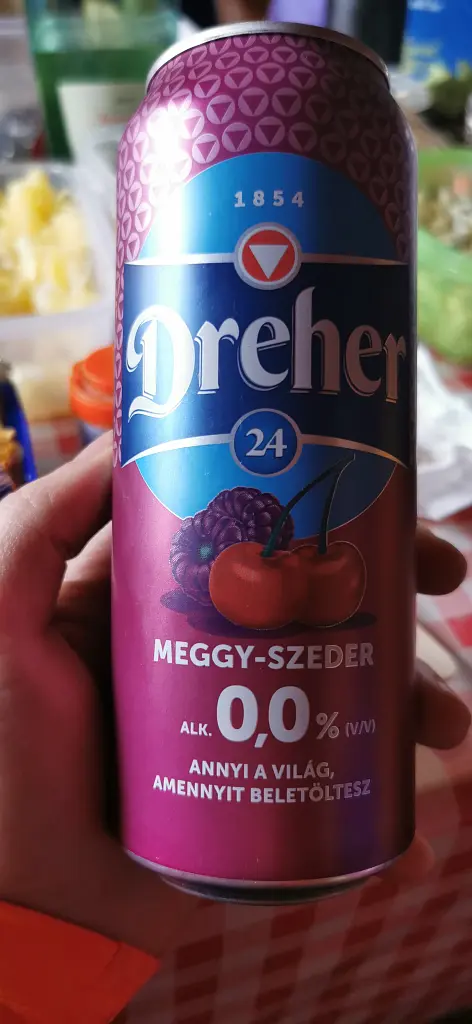 1854
Dreher
24
MEGGY-SZEDER
ALK. 0,0% (V/V)
ANNYI A VILÁG,
AMENNYIT BELETÖLTESZ